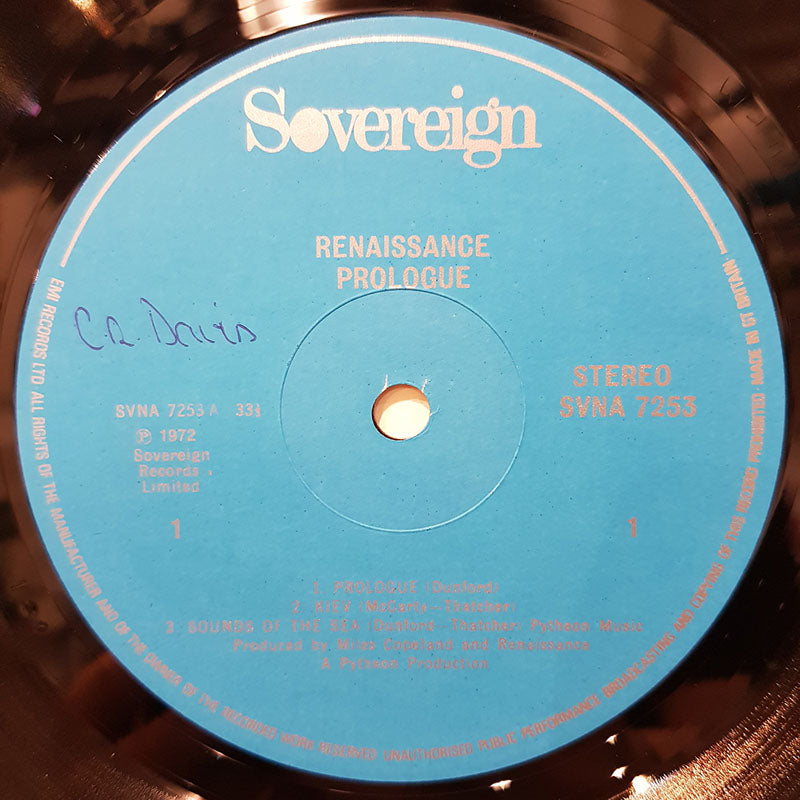 Sovereign
RENAISSANCE
PROLOGUE
CR Davis
STEREO
SVNA 7253
SVNA 7253 A 33⅓
℗ 1972
Sovereign
Records
Limited
1
1
1. PROLOGUE (Dunford)
2. KIEV (McCarty - Thatcher)
3. SOUNDS OF THE SEA (Dunford - Thatcher) Pytheon Music
Produced by Miles Copeland and Renaissance
A Pytheon Production
EMI RECORDS LTD. ALL RIGHTS OF THE MANUFACTURER AND OF THE OWNER OF THE RECORDED WORK RESERVED UNAUTHORISED PUBLIC PERFORMANCE BROADCASTING AND COPYING OF THIS RECORD PROHIBITED MADE IN GT BRITAIN